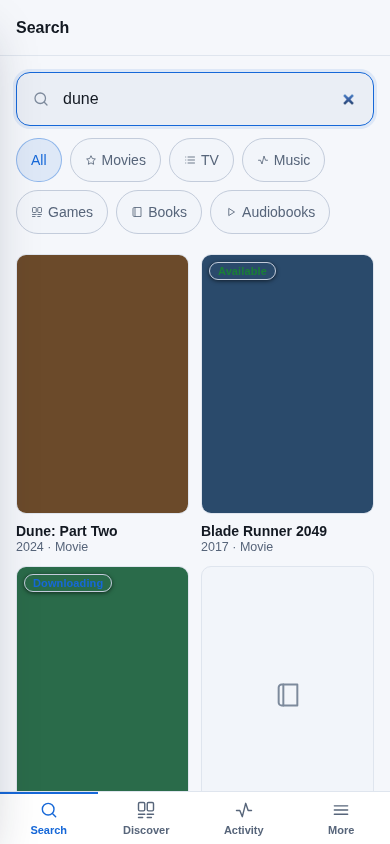 Search
dune
All Movies TV Music
Games Books Audiobooks
Available
Dune: Part Two Blade Runner 2049
2024 · Movie 2017 · Movie
Downloading
Search Discover Activity More